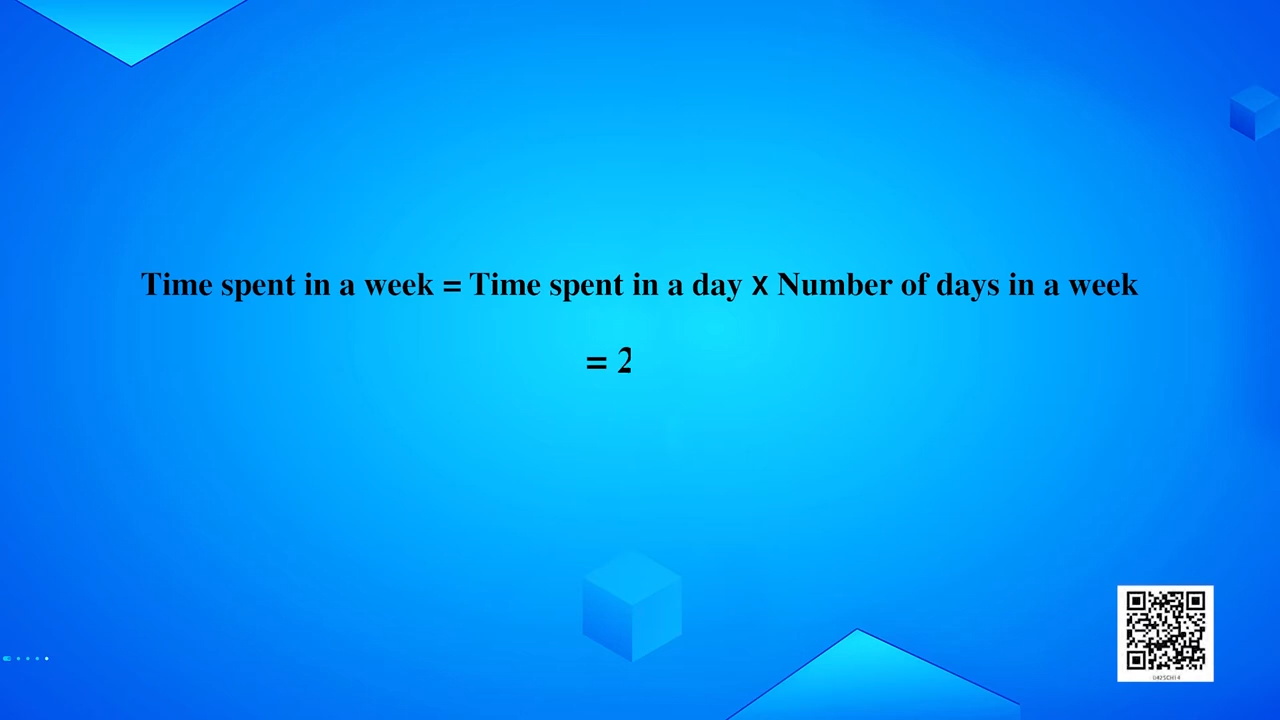 Time spent in a week = Time spent in a day x Number of days in a week
= 2